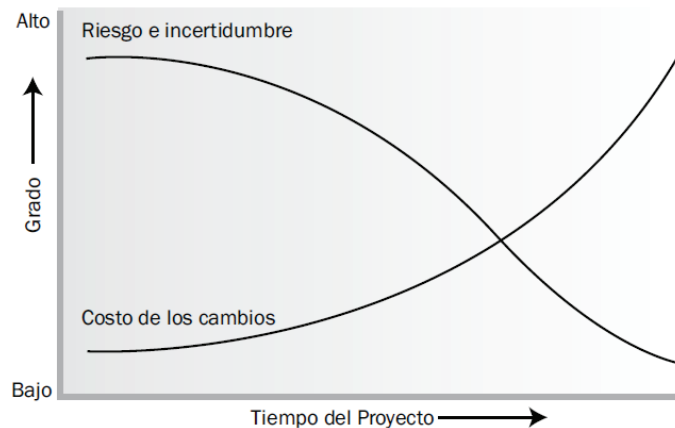 Alto
Riesgo e incertidumbre
Grado
Costo de los cambios
Bajo
Tiempo del Proyecto